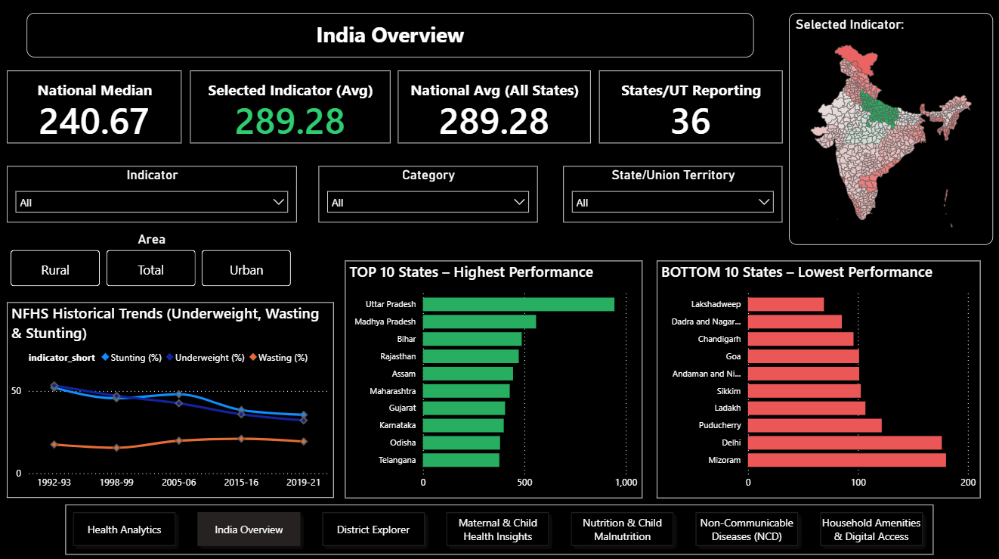 India Overview
Selected Indicator:
National Median
240.67
Selected Indicator (Avg)
289.28
National Avg (All States)
289.28
States/UT Reporting
36
Indicator
All
Category
All
State/Union Territory
All
Area
Rural
Total
Urban
NFHS Historical Trends (Underweight, Wasting
& Stunting)
indicator_short Stunting (%) Underweight (%) Wasting (%)
50
0
1992-93 1998-99 2005-06 2015-16 2019-21
TOP 10 States – Highest Performance
Uttar Pradesh
Madhya Pradesh
Bihar
Rajasthan
Assam
Maharashtra
Gujarat
Karnataka
Odisha
Telangana
0 500 1,000
BOTTOM 10 States – Lowest Performance
Lakshadweep
Dadra and Nagar...
Chandigarh
Goa
Andaman and Ni...
Sikkim
Ladakh
Puducherry
Delhi
Mizoram
0 100 200
Health Analytics
India Overview
District Explorer
Maternal & Child
Health Insights
Nutrition & Child
Malnutrition
Non-Communicable
Diseases (NCD)
Household Amenities
& Digital Access